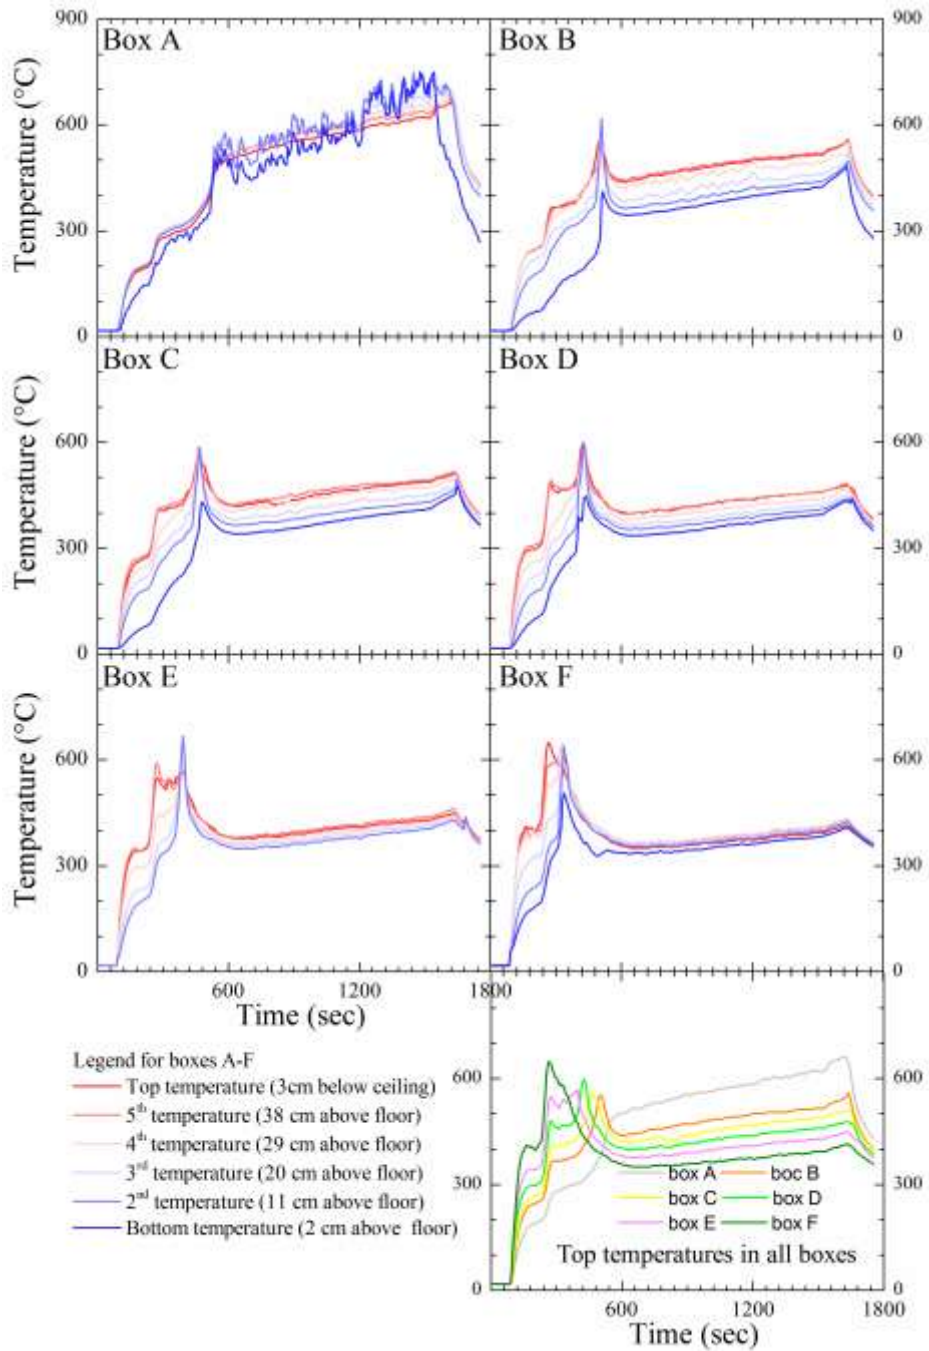 900
Box A
Box B
900
Temperature (°C)
600
600
300
300
0
0
Box C
Box D
Temperature (°C)
600
600
300
300
0
0
Box E
Box F
Temperature (°C)
600
600
300
300
0
0
600
1200
1800
Time (sec)
Legend for boxes A-F
Top temperature (3cm below ceiling)
5th temperature (38 cm above floor)
4th temperature (29 cm above floor)
3rd temperature (20 cm above floor)
2nd temperature (11 cm above floor)
Bottom temperature (2 cm above floor)
600
600
300
300
box A
boc B
box C
box D
box E
box F
Top temperatures in all boxes
0
0
600
1200
1800
Time (sec)